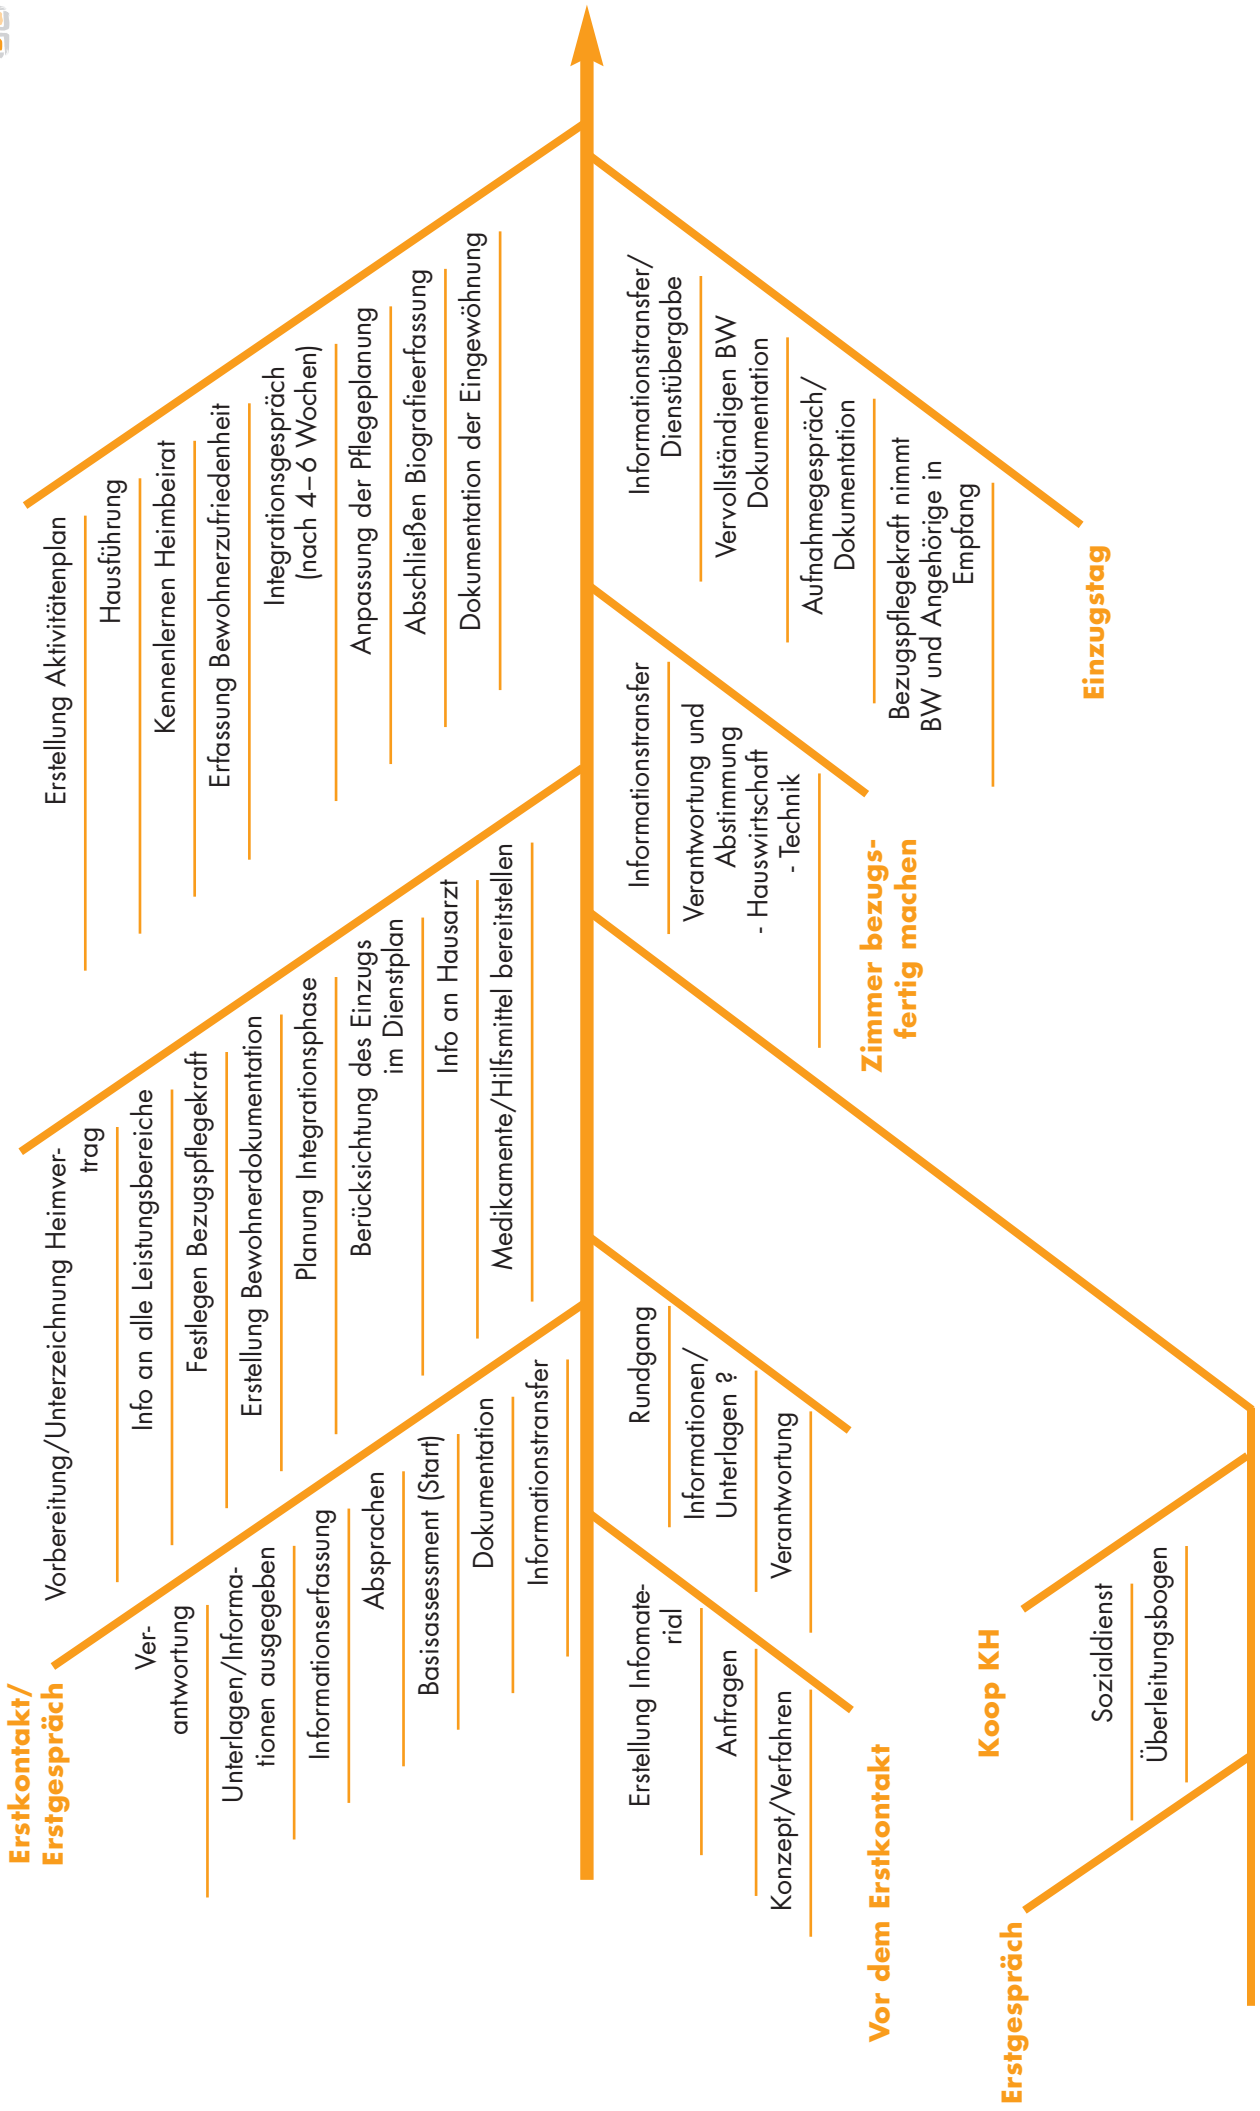 Erstkontakt/
Erstgespräch
Ver-
antwortung
Unterlagen/Informa-
tionen ausgegeben
Informationserfassung
Absprachen
Basisassessment (Start)
Dokumentation
Informationstransfer
Vorbereitung/Unterzeichnung Heimver-
trag
Info an alle Leistungsbereiche
Festlegen Bezugspflegekraft
Erstellung Bewohnerdokumentation
Planung Integrationsphase
Berücksichtung des Einzugs
im Dienstplan
Info an Hausarzt
Medikamente/Hilfsmittel bereitstellen
Erstellung Aktivitätenplan
Hausführung
Kennenlernen Heimbeirat
Erfassung Bewohnerzufriedenheit
Integrationsgespräch
(nach 4–6 Wochen)
Anpassung der Pflegeplanung
Abschließen Biografieerfassung
Dokumentation der Eingewöhnung
Erstellung Infomate-
rial
Anfragen
Konzept/Verfahren
Vor dem Erstkontakt
Rundgang
Informationen/
Unterlagen ?
Verantwortung
Informationstransfer
Verantwortung und
Abstimmung
- Hauswirtschaft
- Technik
Zimmer bezugs-
fertig machen
Informationstransfer/
Dienstübergabe
Vervollständigen BW
Dokumentation
Aufnahmegespräch/
Dokumentation
Bezugspflegekraft nimmt
BW und Angehörige in
Empfang
Einzugstag
Erstgespräch
Koop KH
Sozialdienst
Überleitungsbogen